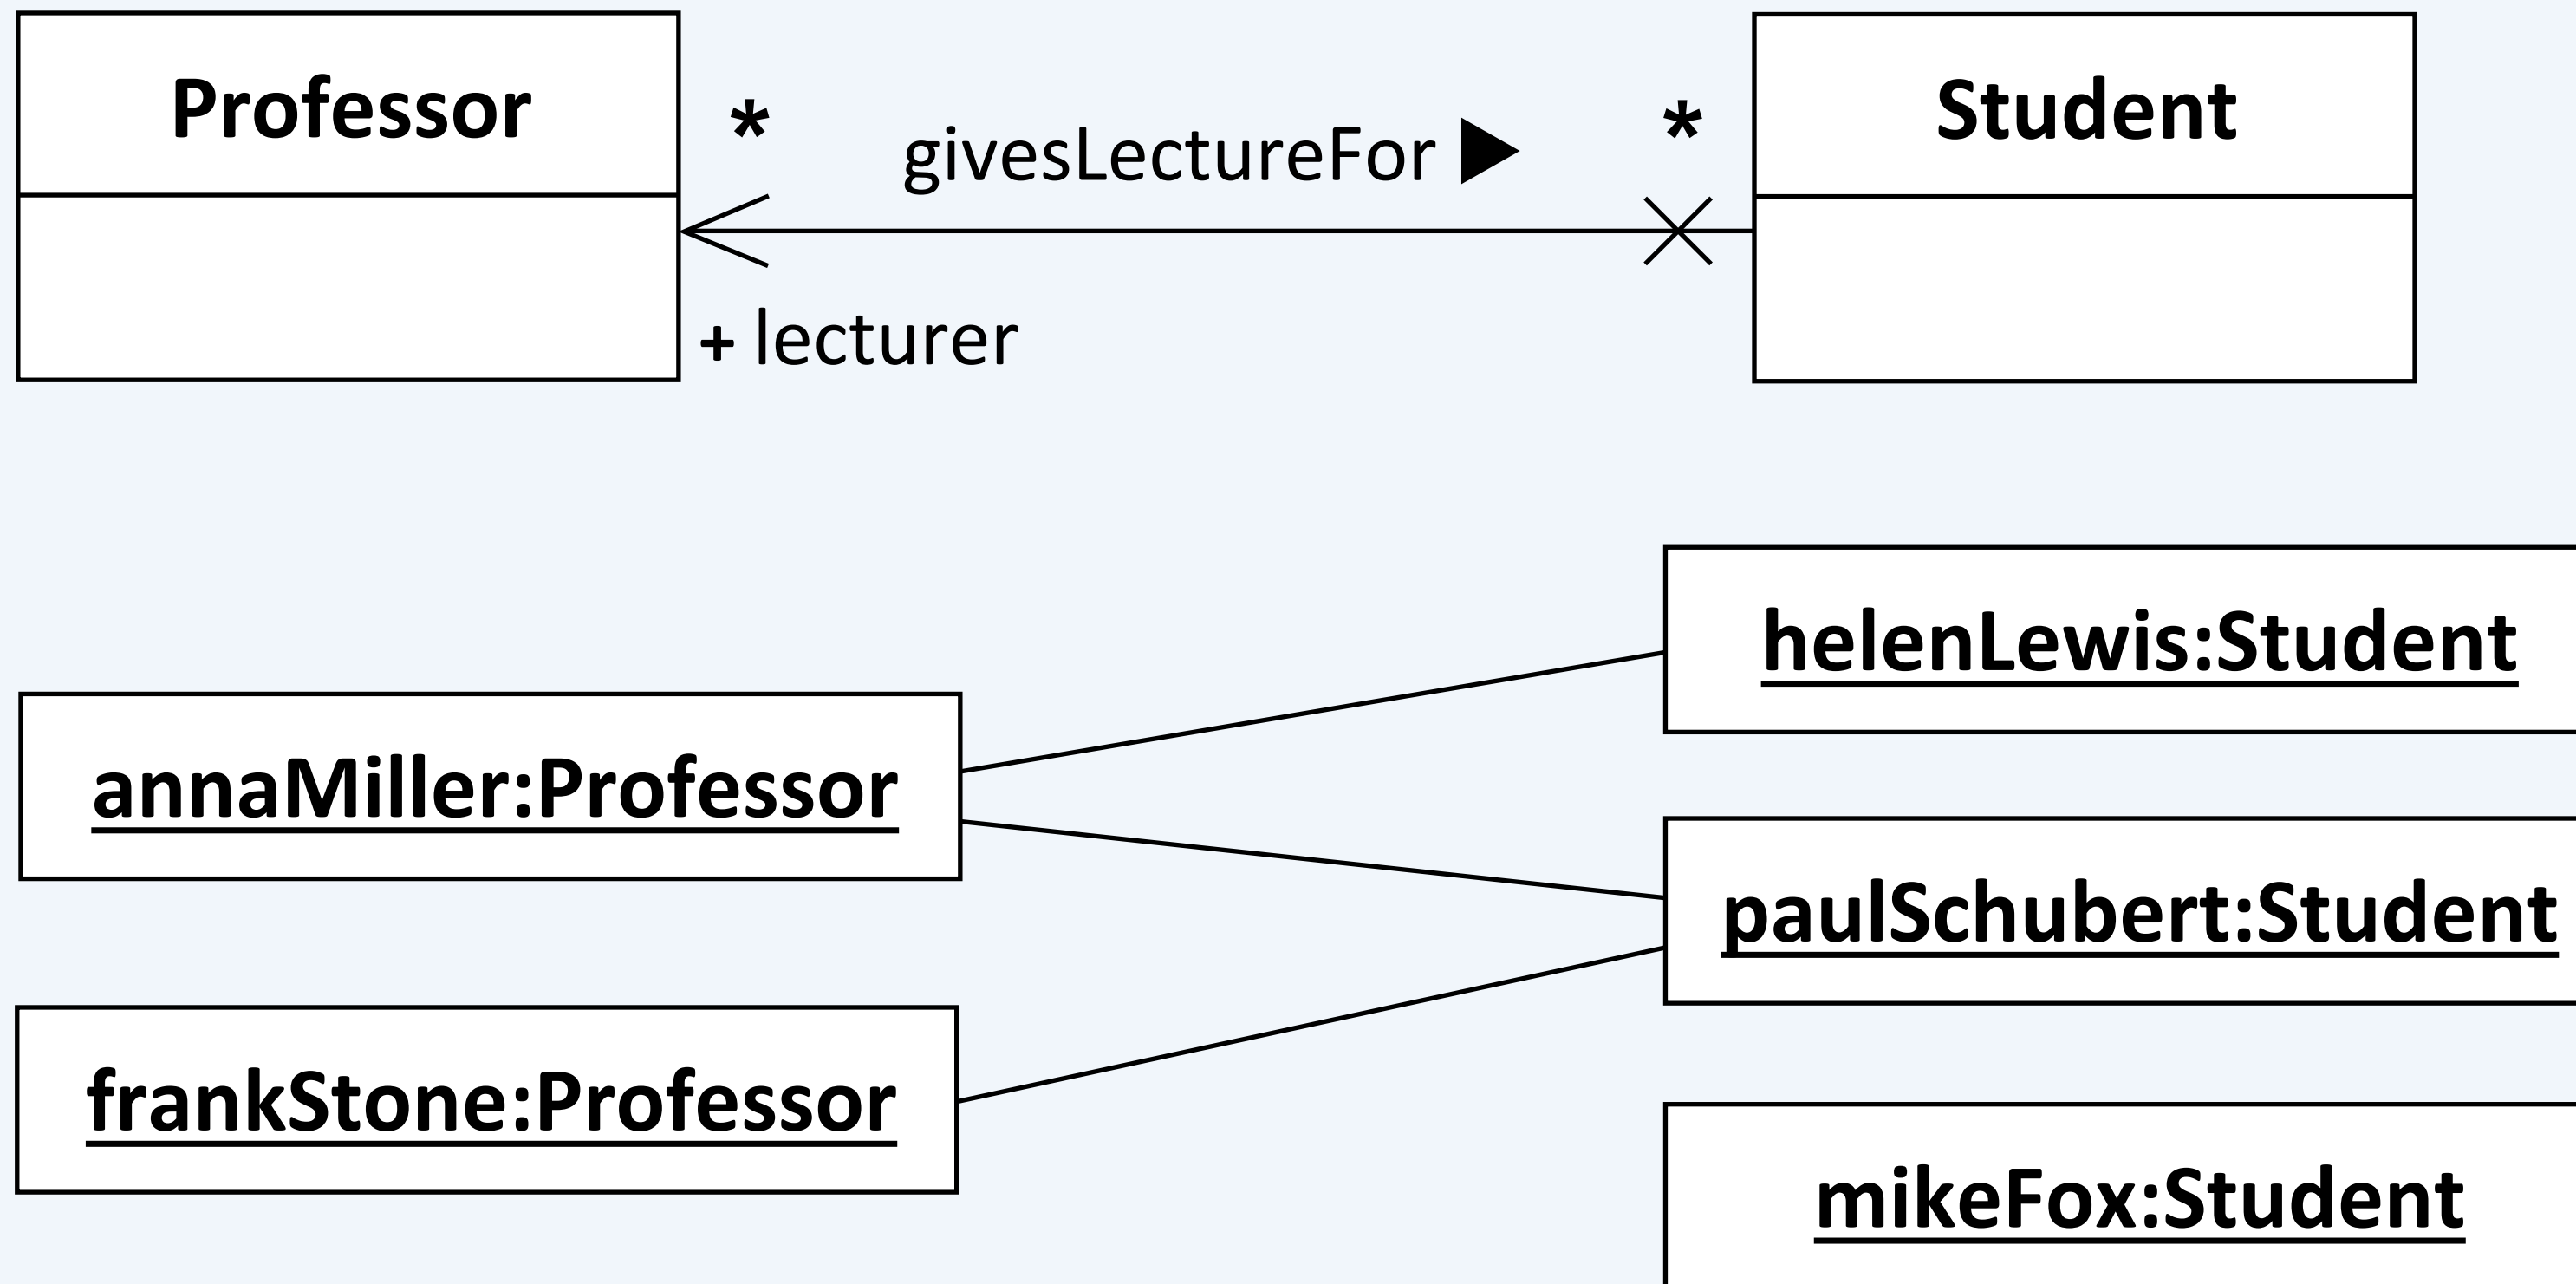 Professor
*
givesLectureFor ▶
*
Student
+ lecturer
helenLewis:Student
annaMiller:Professor
paulSchubert:Student
frankStone:Professor
mikeFox:Student